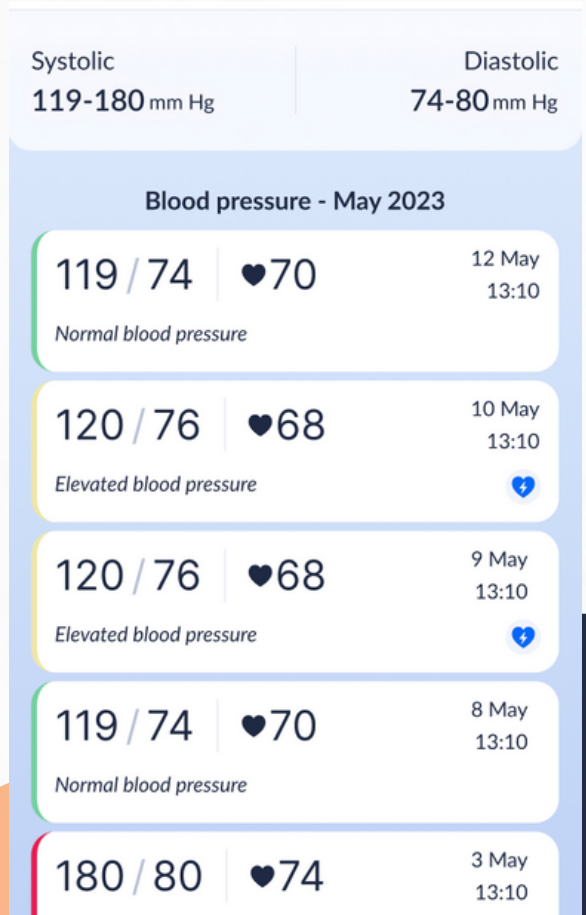 Systolic
Diastolic
119-180 mm Hg
74-80 mm Hg
Blood pressure - May 2023
119 / 74
70
12 May
13:10
Normal blood pressure
120 / 76
68
10 May
13:10
Elevated blood pressure
120 / 76
68
9 May
13:10
Elevated blood pressure
119 / 74
70
8 May
13:10
Normal blood pressure
180 / 80
74
3 May
13:10